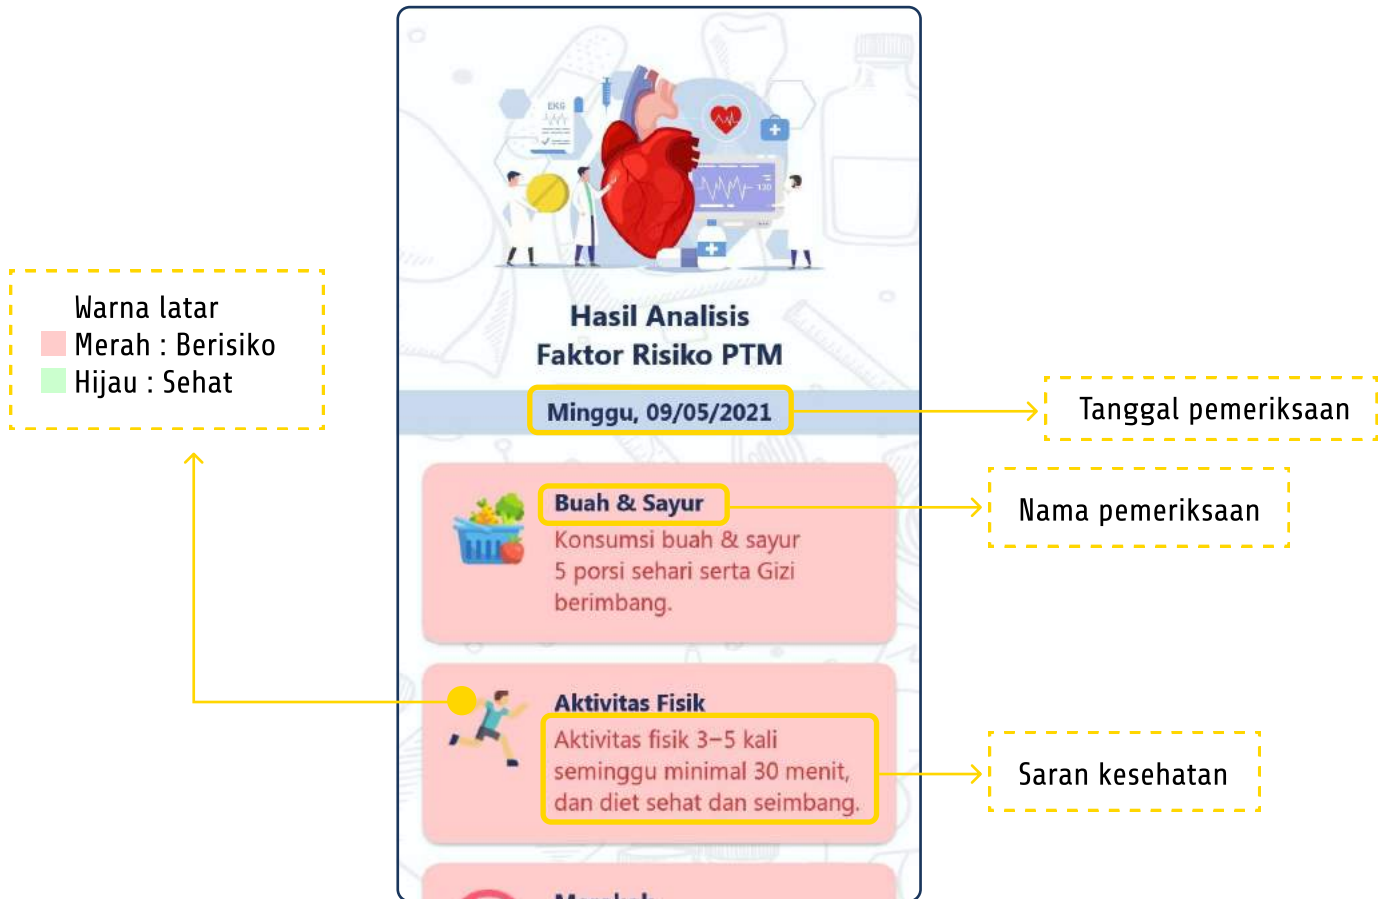 EKG
130
Hasil Analisis
Faktor Risiko PTM
Minggu, 09/05/2021
Tanggal pemeriksaan
Warna latar
Merah : Berisiko
Hijau : Sehat
Buah & Sayur
Nama pemeriksaan
Konsumsi buah & sayur
5 porsi sehari serta Gizi
berimbang.
Aktivitas Fisik
Aktivitas fisik 3-5 kali
seminggu minimal 30 menit,
dan diet sehat dan seimbang.
Saran kesehatan